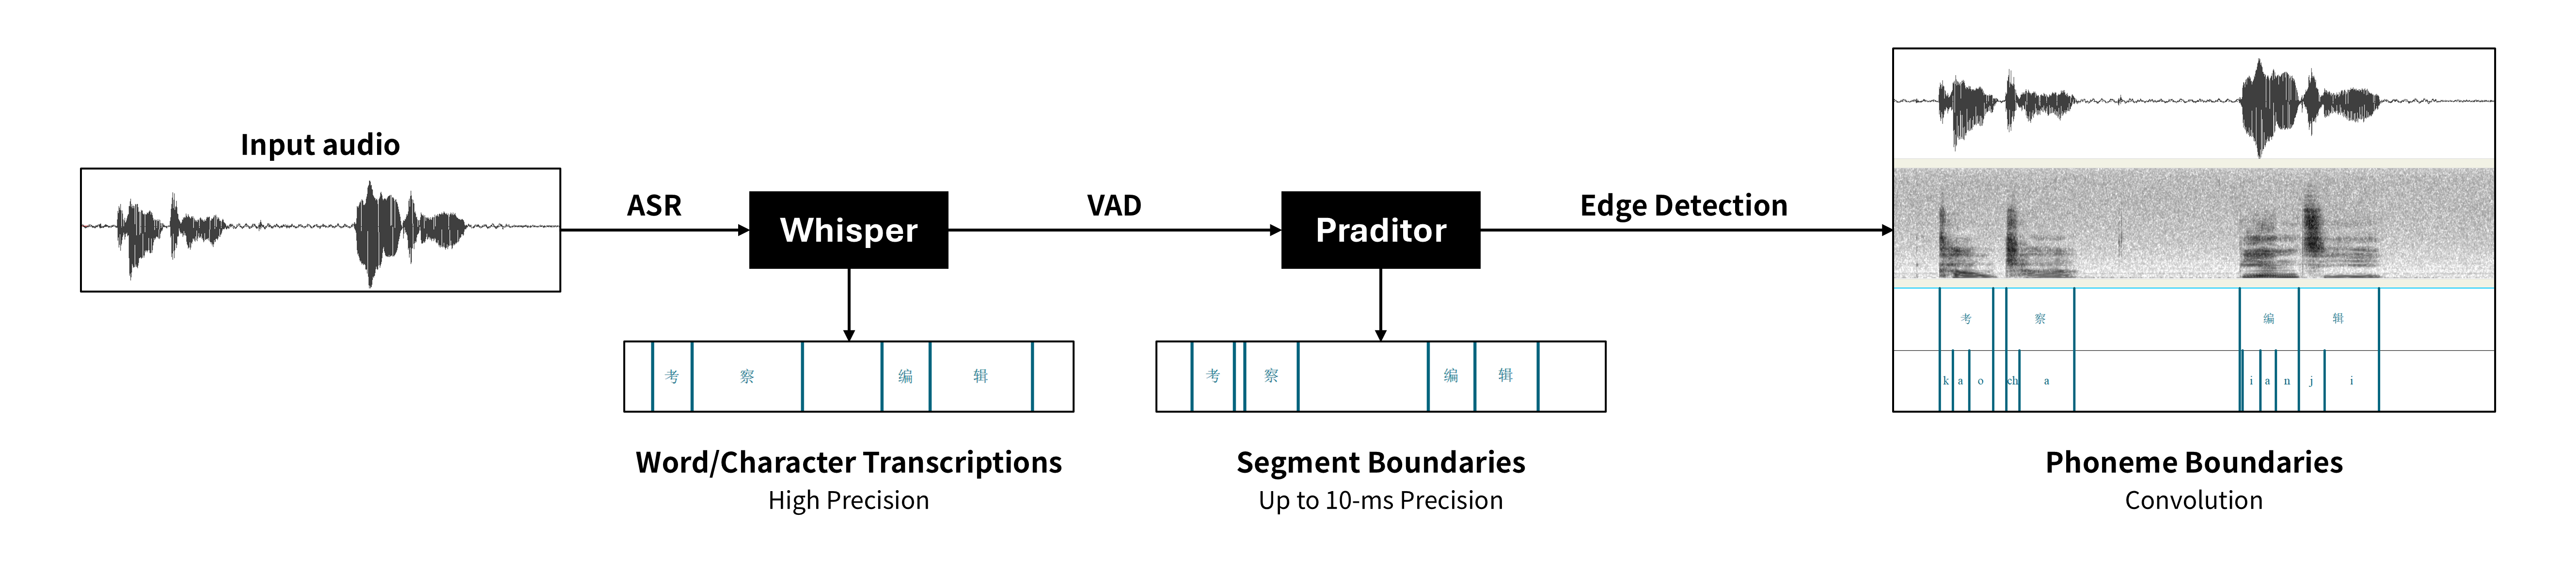 Input audio
ASR
Whisper
VAD
Praditor
Edge Detection
考 察 编 辑
Word/Character Transcriptions
High Precision
考 察 编 辑
Segment Boundaries
Up to 10-ms Precision
考 察 编 辑
k a o ch a i a n j i
Phoneme Boundaries
Convolution